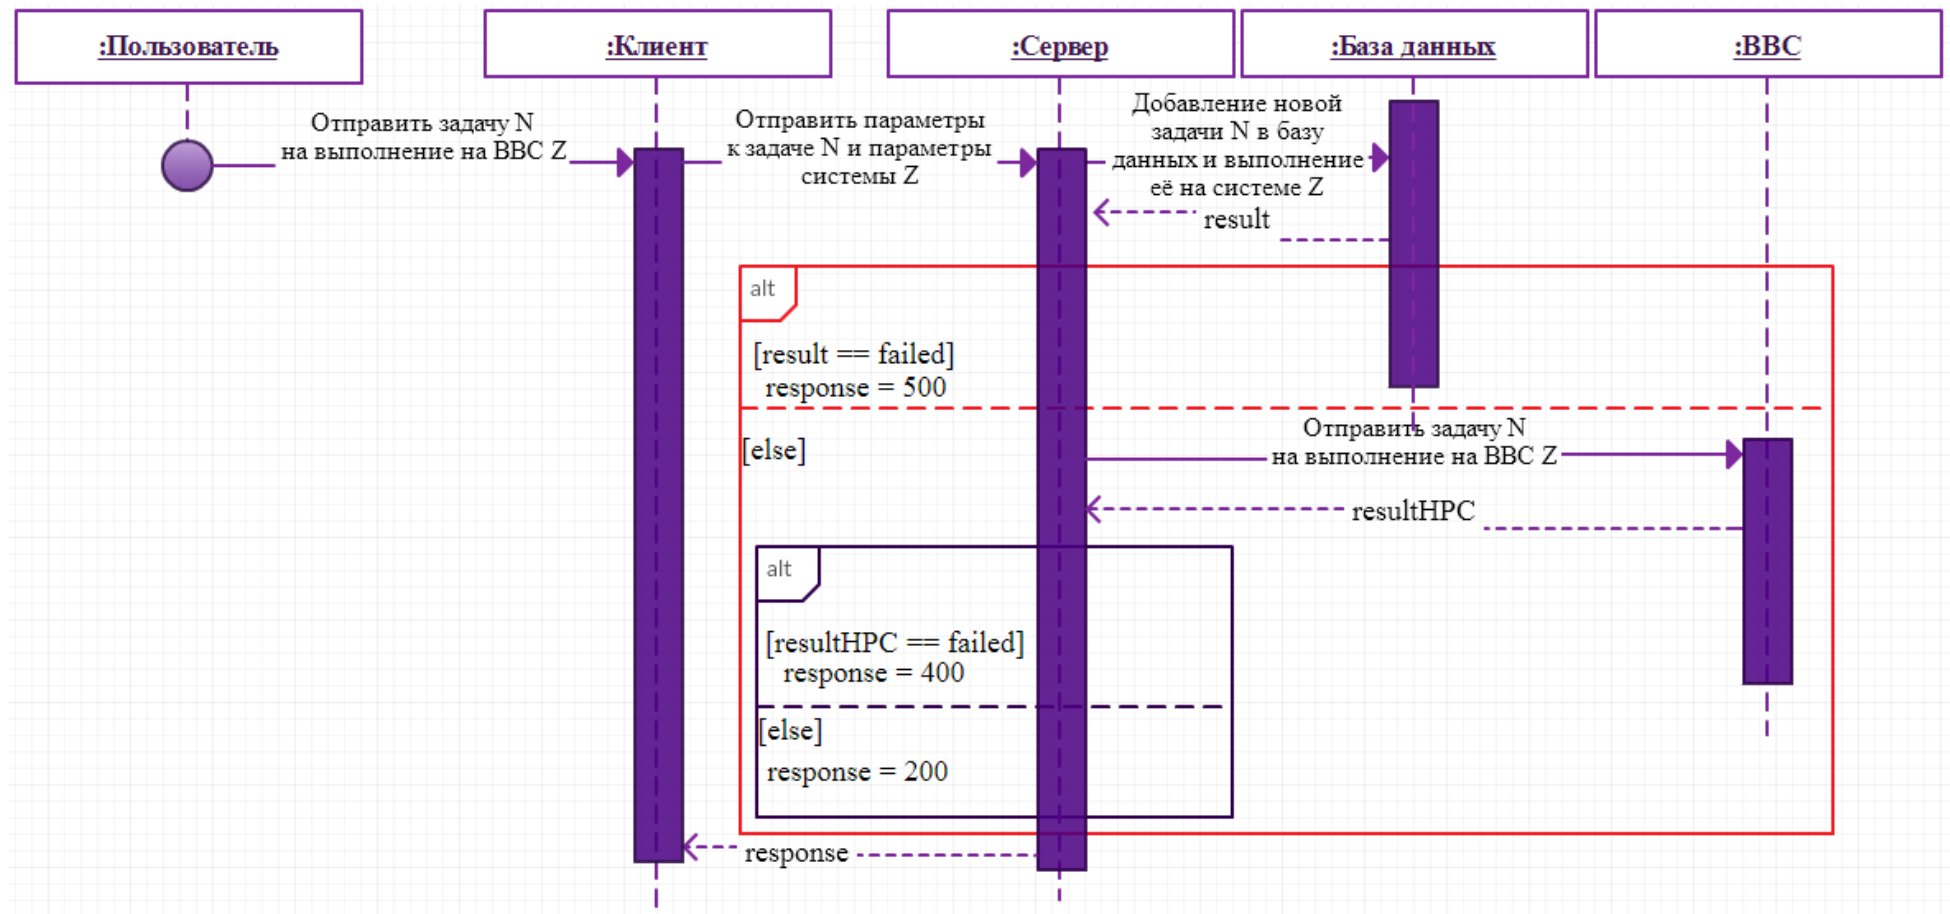 :Пользователь
:Клиент
:Сервер
:База данных
:ВВС
Отправить задачу N
на выполнение на ВВС Z
Отправить параметры
к задаче N и параметры
системы Z
Добавление новой
задачи N в базу
данных и выполнение
её на системе Z
result
alt
[result == failed]
response = 500
[else]
Отправить задачу N
на выполнение на ВВС Z
resultHPC
alt
[resultHPC == failed]
response = 400
[else]
response = 200
response